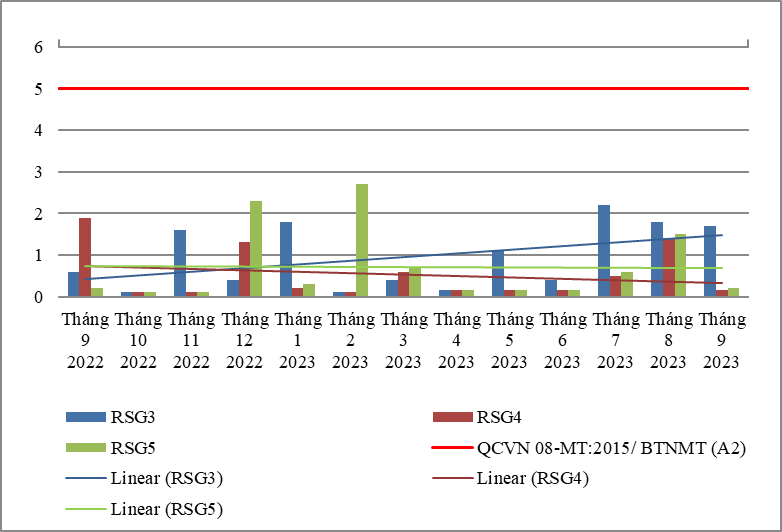 6
5
4
3
2
1
0
Tháng Tháng Tháng Tháng Tháng Tháng Tháng Tháng Tháng Tháng Tháng Tháng Tháng
9 10 11 12 1 2 3 4 5 6 7 8 9
2022 2022 2022 2022 2023 2023 2023 2023 2023 2023 2023 2023 2023
RSG3 RSG4
RSG5 QCVN 08-MT:2015/ BTNMT (A2)
Linear (RSG3) Linear (RSG4)
Linear (RSG5)